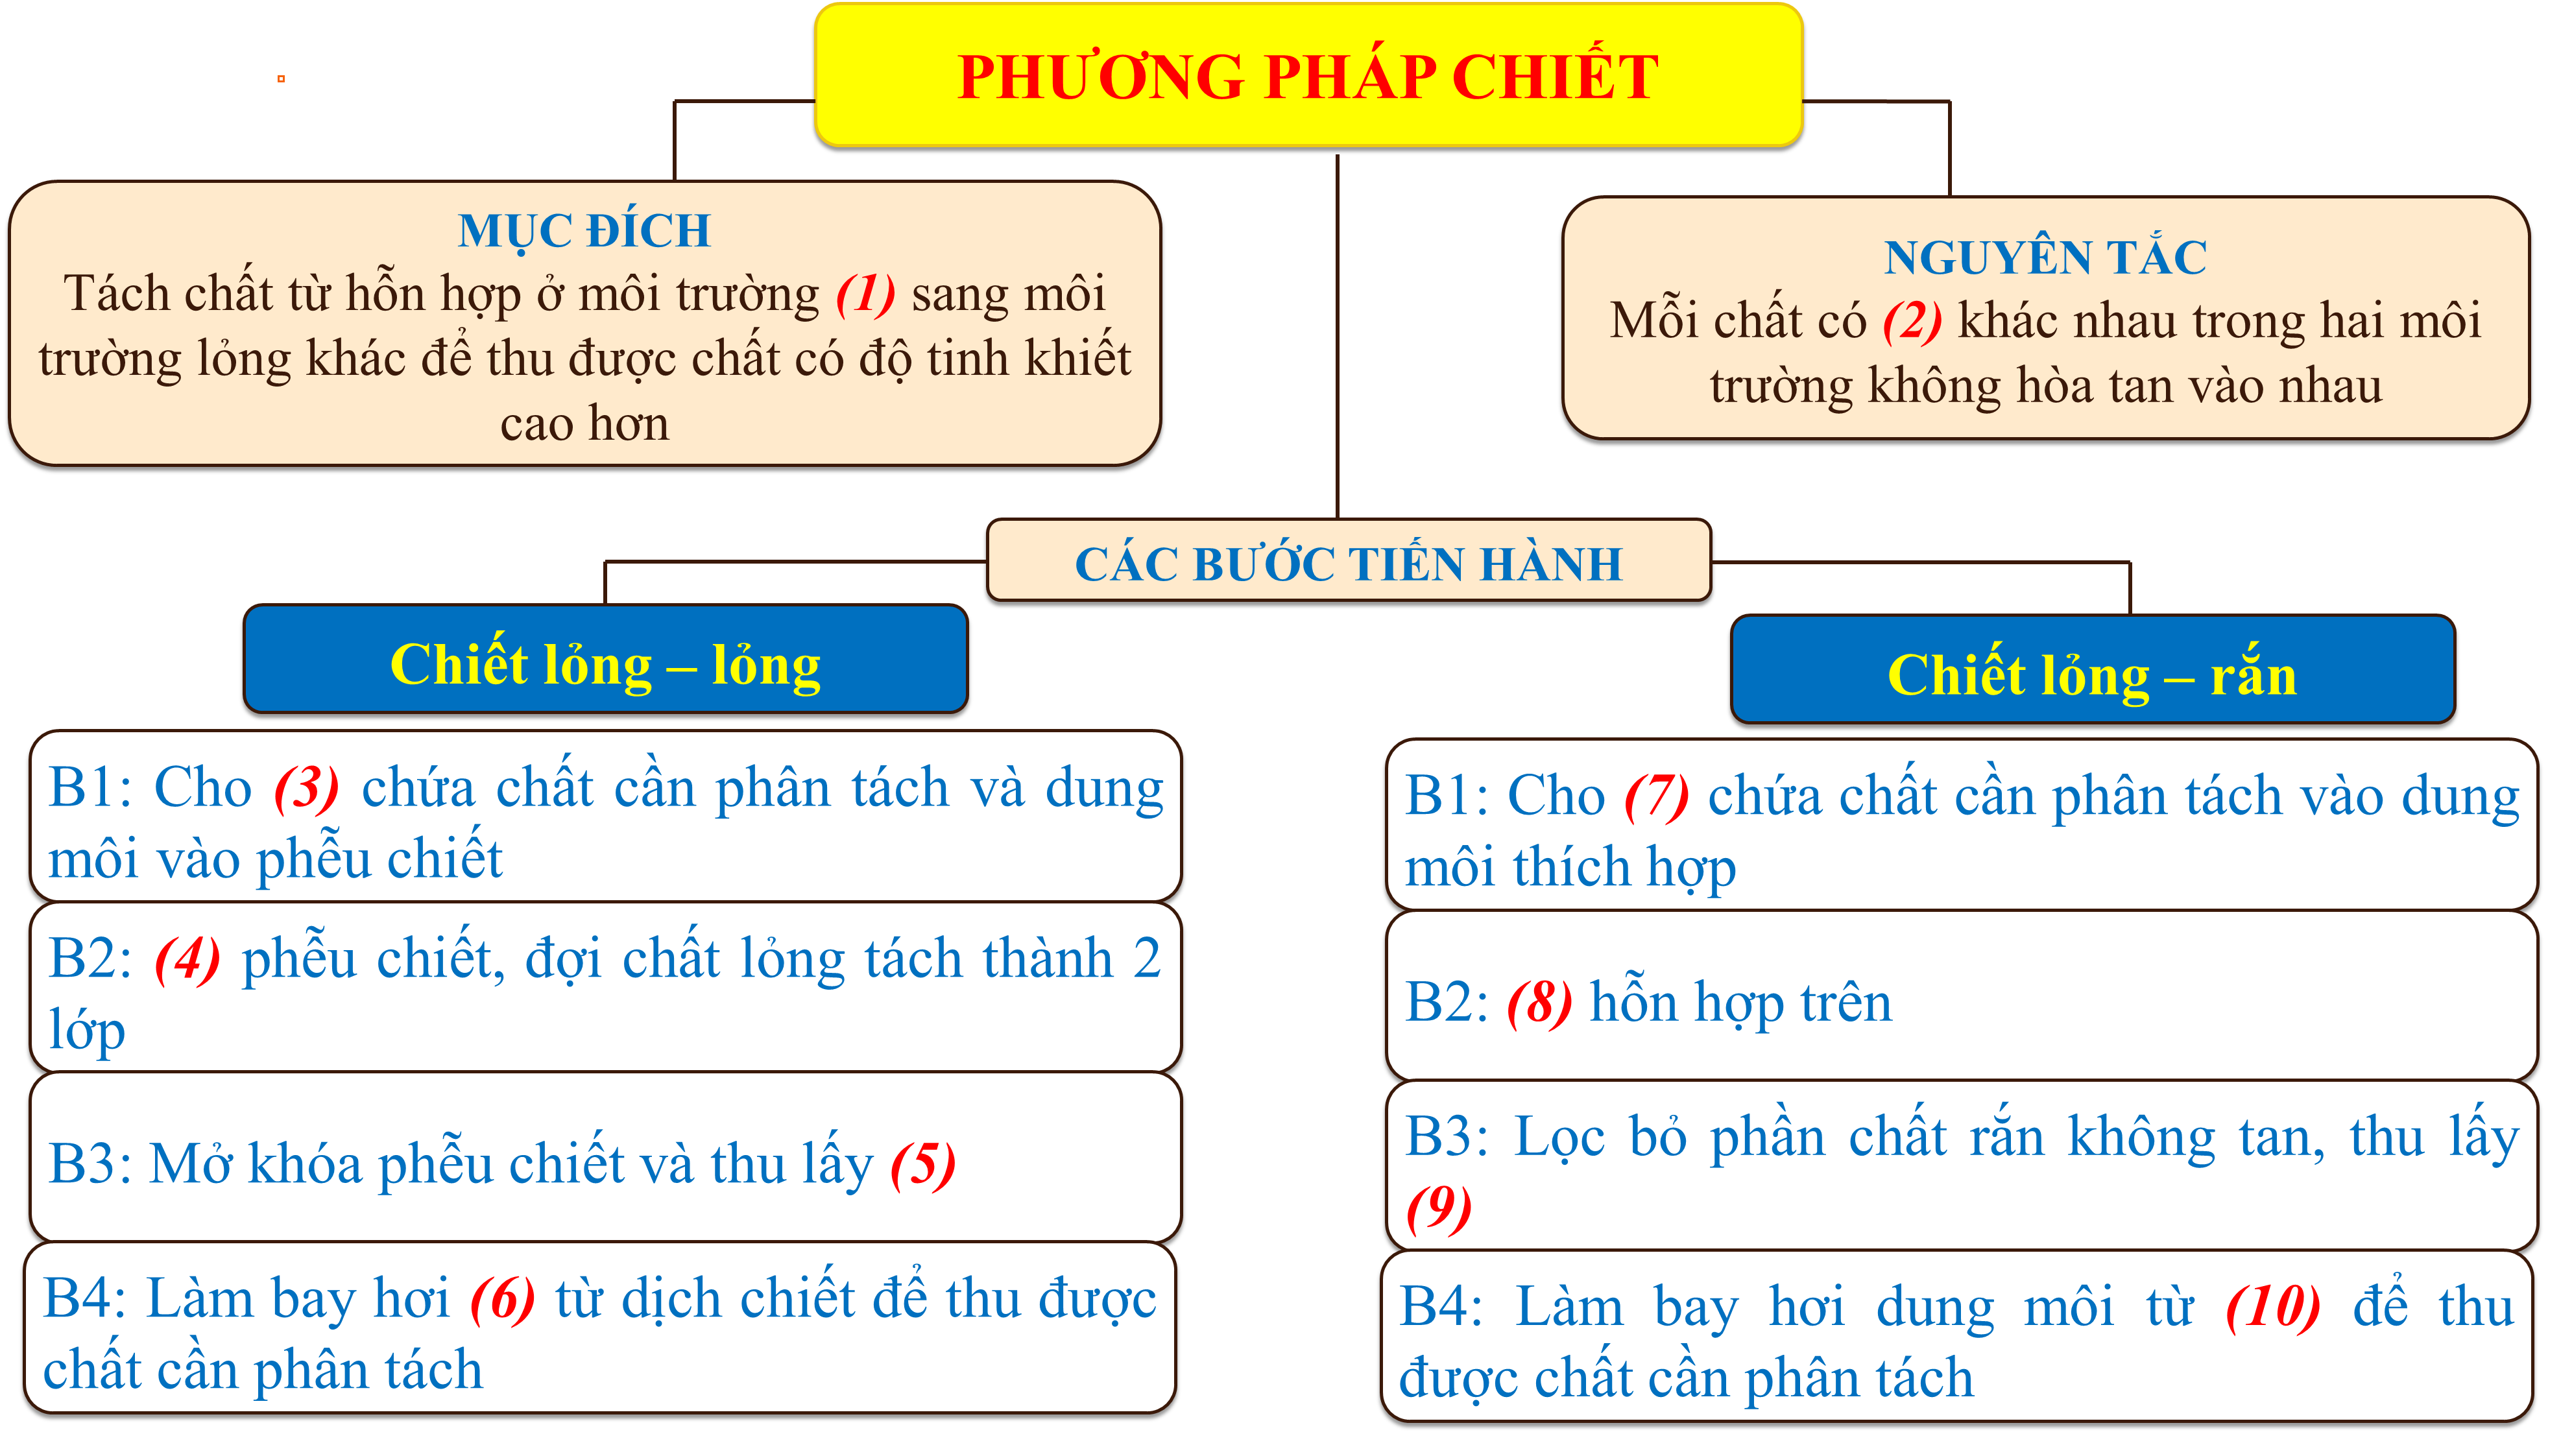 PHƯƠNG PHÁP CHIẾT
MỤC ĐÍCH
Tách chất từ hỗn hợp ở môi trường (1) sang môi
trường lỏng khác để thu được chất có độ tinh khiết
cao hơn
NGUYÊN TẮC
Mỗi chất có (2) khác nhau trong hai môi
trường không hòa tan vào nhau
CÁC BƯỚC TIẾN HÀNH
Chiết lỏng – lỏng
B1: Cho (3) chứa chất cần phân tách và dung
môi vào phễu chiết
B2: (4) phễu chiết, đợi chất lỏng tách thành 2
lớp
B3: Mở khóa phễu chiết và thu lấy (5)
B4: Làm bay hơi (6) từ dịch chiết để thu được
chất cần phân tách
Chiết lỏng – rắn
B1: Cho (7) chứa chất cần phân tách vào dung
môi thích hợp
B2: (8) hỗn hợp trên
B3: Lọc bỏ phần chất rắn không tan, thu lấy
(9)
B4: Làm bay hơi dung môi từ (10) để thu
được chất cần phân tách